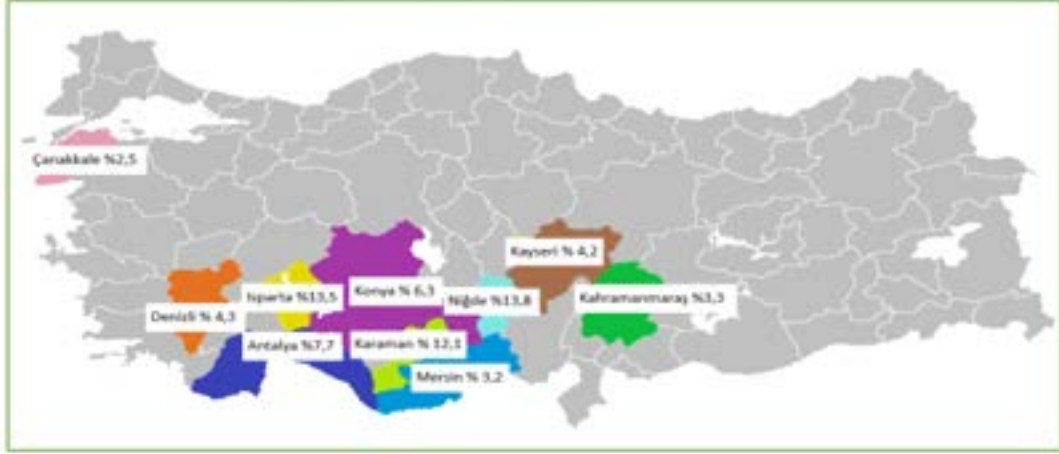 Çanakkale %2,5
Kayseri % 4,2
Isparta %13,5
Konya % 6,3
Niğde %13,8
Kahramanmaraş %3,3
Denizli % 4,3
Antalya %7,7
Karaman % 12,1
Mersin % 3,2